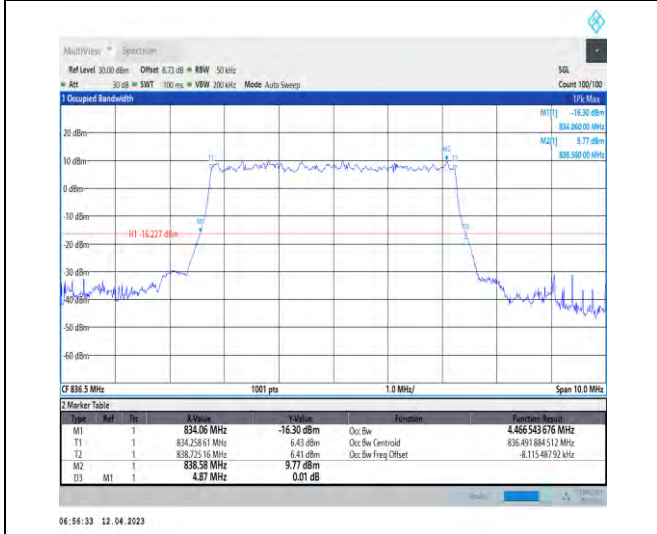 MultiView Spectrum
Ref Level 30.00 dBm Offset 8.73 dB RBW 50 kHz SGL
Att 30 dB SWT 100 ms VBW 200 kHz Mode Auto Sweep Count 100/100
1 Occupied Bandwidth 1Pk Max
M1[1] -16.30 dBm
834.060 00 MHz
20 dBm
M2[1] 9.77 dBm
838.580 00 MHz
M2
10 dBm T1
0 dBm
-10 dBm
M1
H1 -16.227 dBm
-20 dBm
-30 dBm
-40 dBm
-50 dBm
-60 dBm
CF 836.5 MHz 1001 pts 1.0 MHz/ Span 10.0 MHz
2 Marker Table
Type Ref Trc X-Value Y-Value Function Function Result
M1 1 834.06 MHz -16.30 dBm Occ Bw 4.466 543 676 MHz
T1 1 834.258 61 MHz 6.43 dBm Occ Bw Centroid 836.491 884 512 MHz
T2 1 838.725 16 MHz 6.41 dBm Occ Bw Freq Offset -8.115 487 92 kHz
M2 1 838.58 MHz 9.77 dBm
D3 M1 1 4.87 MHz 0.01 dB
06:56:33 12.04.2023